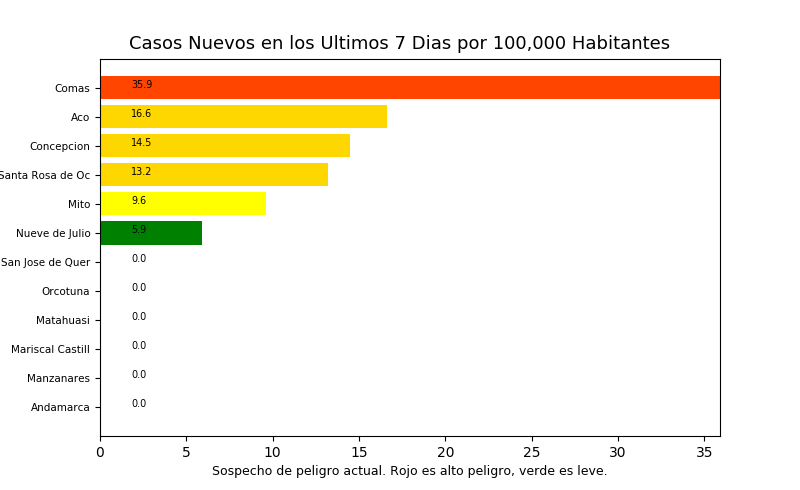 Casos Nuevos en los Ultimos 7 Dias por 100,000 Habitantes
Comas 35.9
Aco 16.6
Concepcion 14.5
Santa Rosa de Oc 13.2
Mito 9.6
Nueve de Julio 5.9
San Jose de Quer 0.0
Orcotuna 0.0
Matahuasi 0.0
Mariscal Castill 0.0
Manzanares 0.0
Andamarca 0.0
0 5 10 15 20 25 30 35
Sospecho de peligro actual. Rojo es alto peligro, verde es leve.